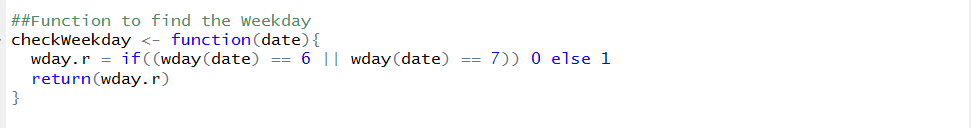 ##Function to find the Weekday
checkWeekday <- function(date){
  wday.r = if((wday(date) == 6 || wday(date) == 7)) 0 else 1
  return(wday.r)
}